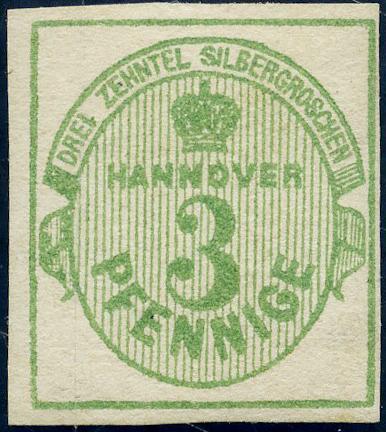 DREI ZEHNTEL SILBERGROSCHEN
HANNOVER
3
PFENNIGE